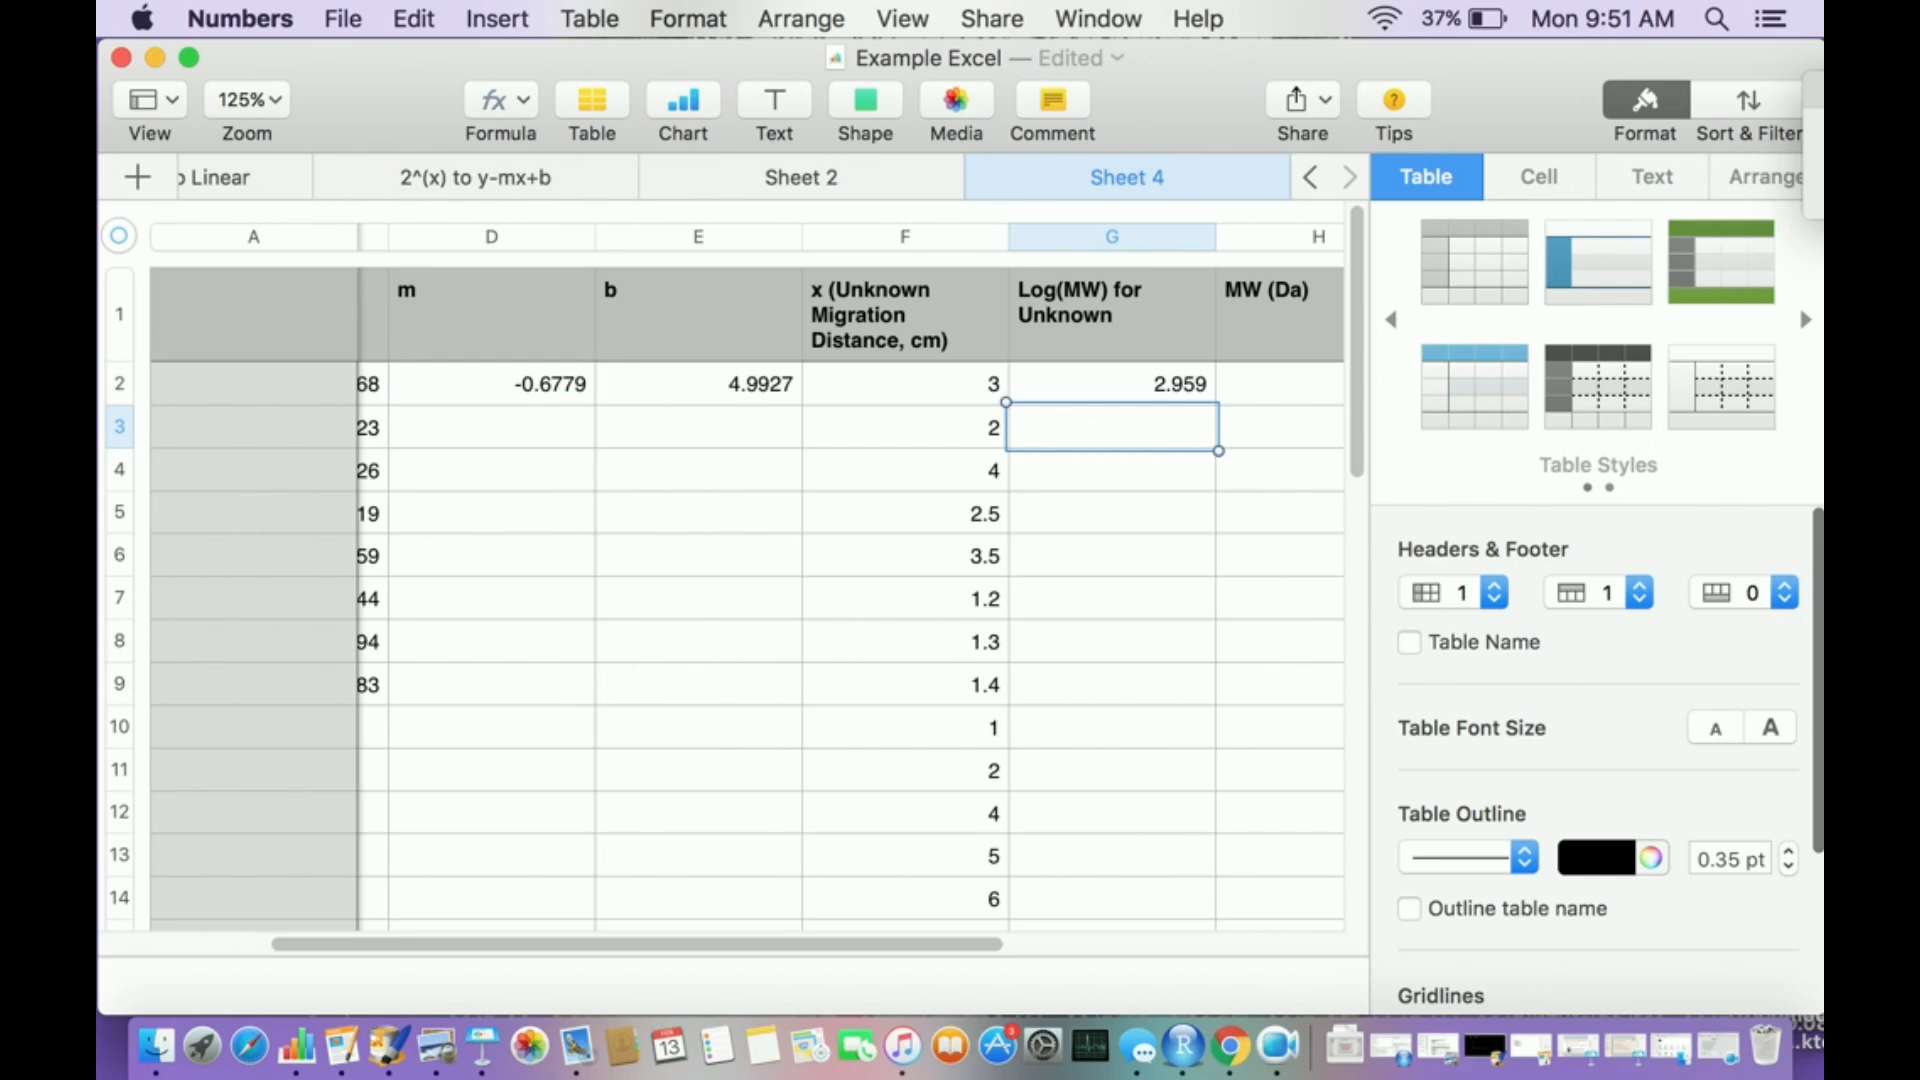 Numbers File Edit Insert Table Format Arrange View Share Window Help 37% Mon 9:51 AM
Example Excel — Edited
125% fx T ?
View Zoom Formula Table Chart Text Shape Media Comment Share Tips Format Sort & Filter
Linear 2^(x) to y-mx+b Sheet 2 Sheet 4 Table Cell Text Arrange
A D E F G H
1 m b x (Unknown Migration Distance, cm) Log(MW) for Unknown MW (Da)
2 68 -0.6779 4.9927 3 2.959
3 23 2
4 26 4
5 19 2.5
6 59 3.5
7 44 1.2
8 94 1.3
9 83 1.4
10 1
11 2
12 4
13 5
14 6
Table Styles
Headers & Footer
1 1 0
Table Name
Table Font Size A A
Table Outline
0.35 pt
Outline table name
Gridlines
FEB
13 3 R